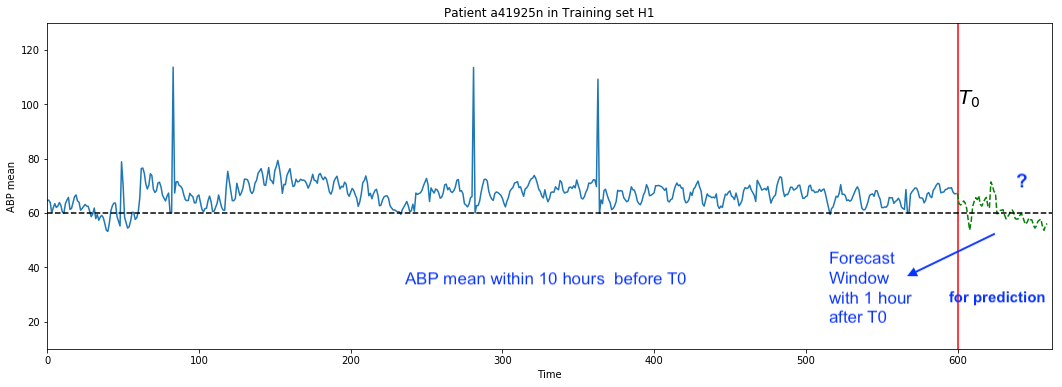 Patient a41925n in Training set H1
120
100
80
60
40
20
ABP mean
T0
?
ABP mean within 10 hours  before T0
Forecast
Window
with 1 hour
after T0
for prediction
0 100 200 300 400 500 600
Time